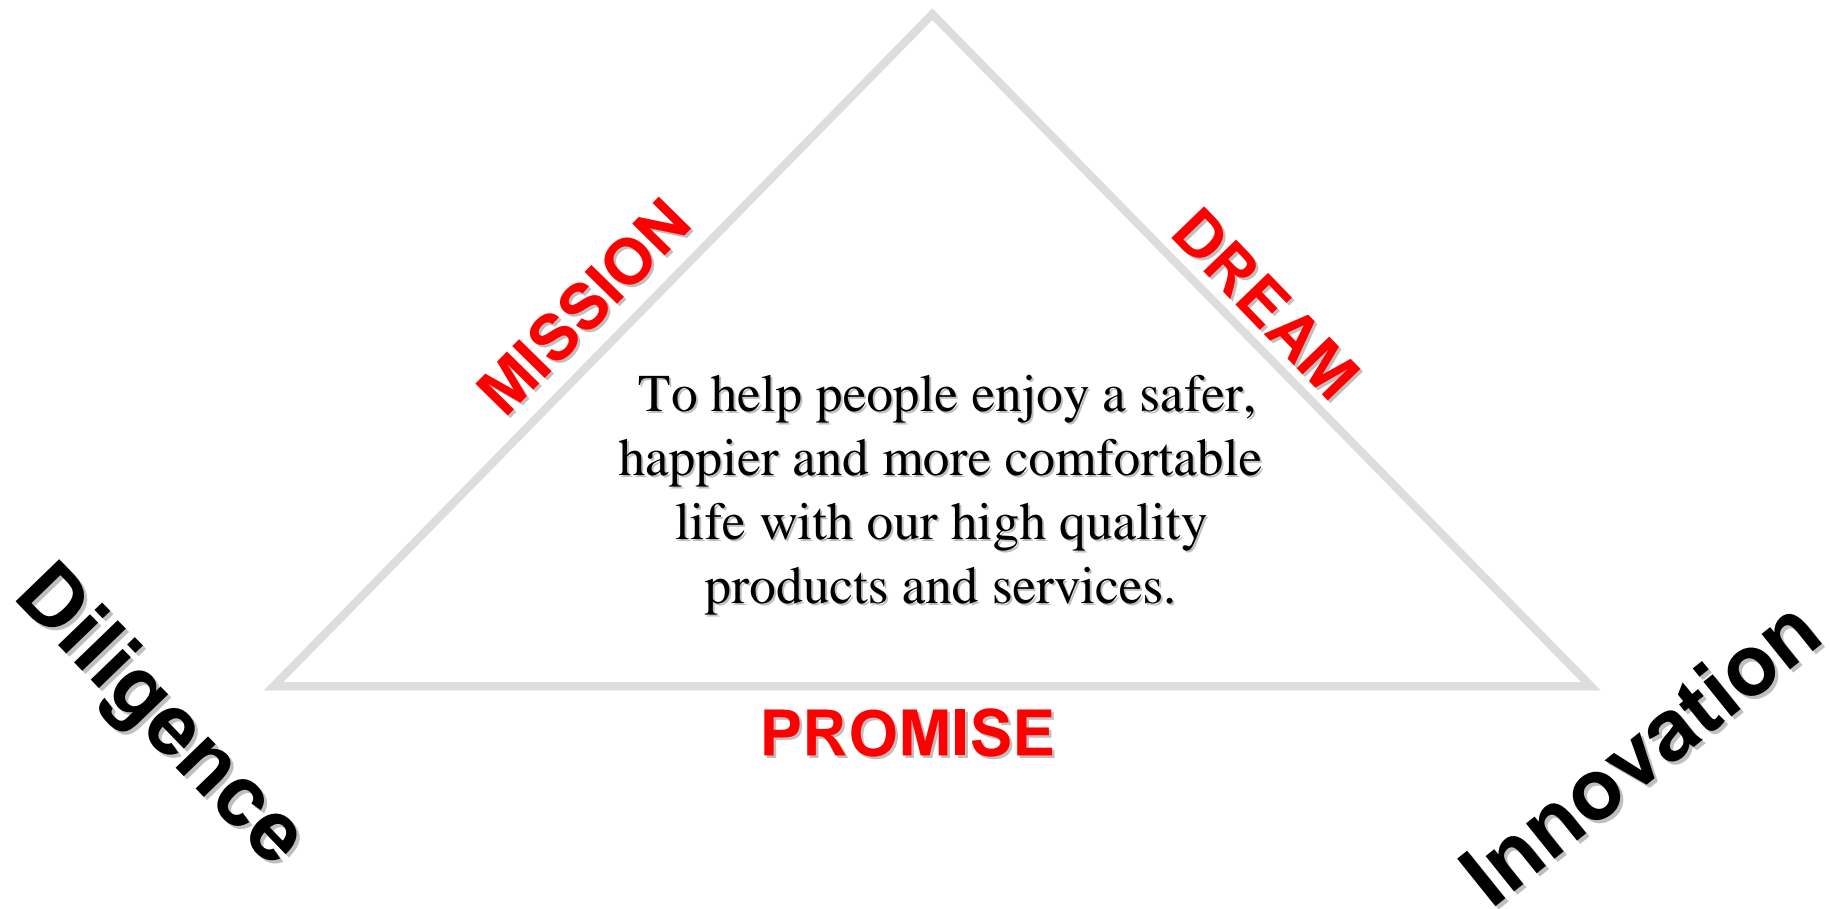 MISSION
DREAM
To help people enjoy a safer,
happier and more comfortable
life with our high quality
products and services.
Diligence
PROMISE
Innovation